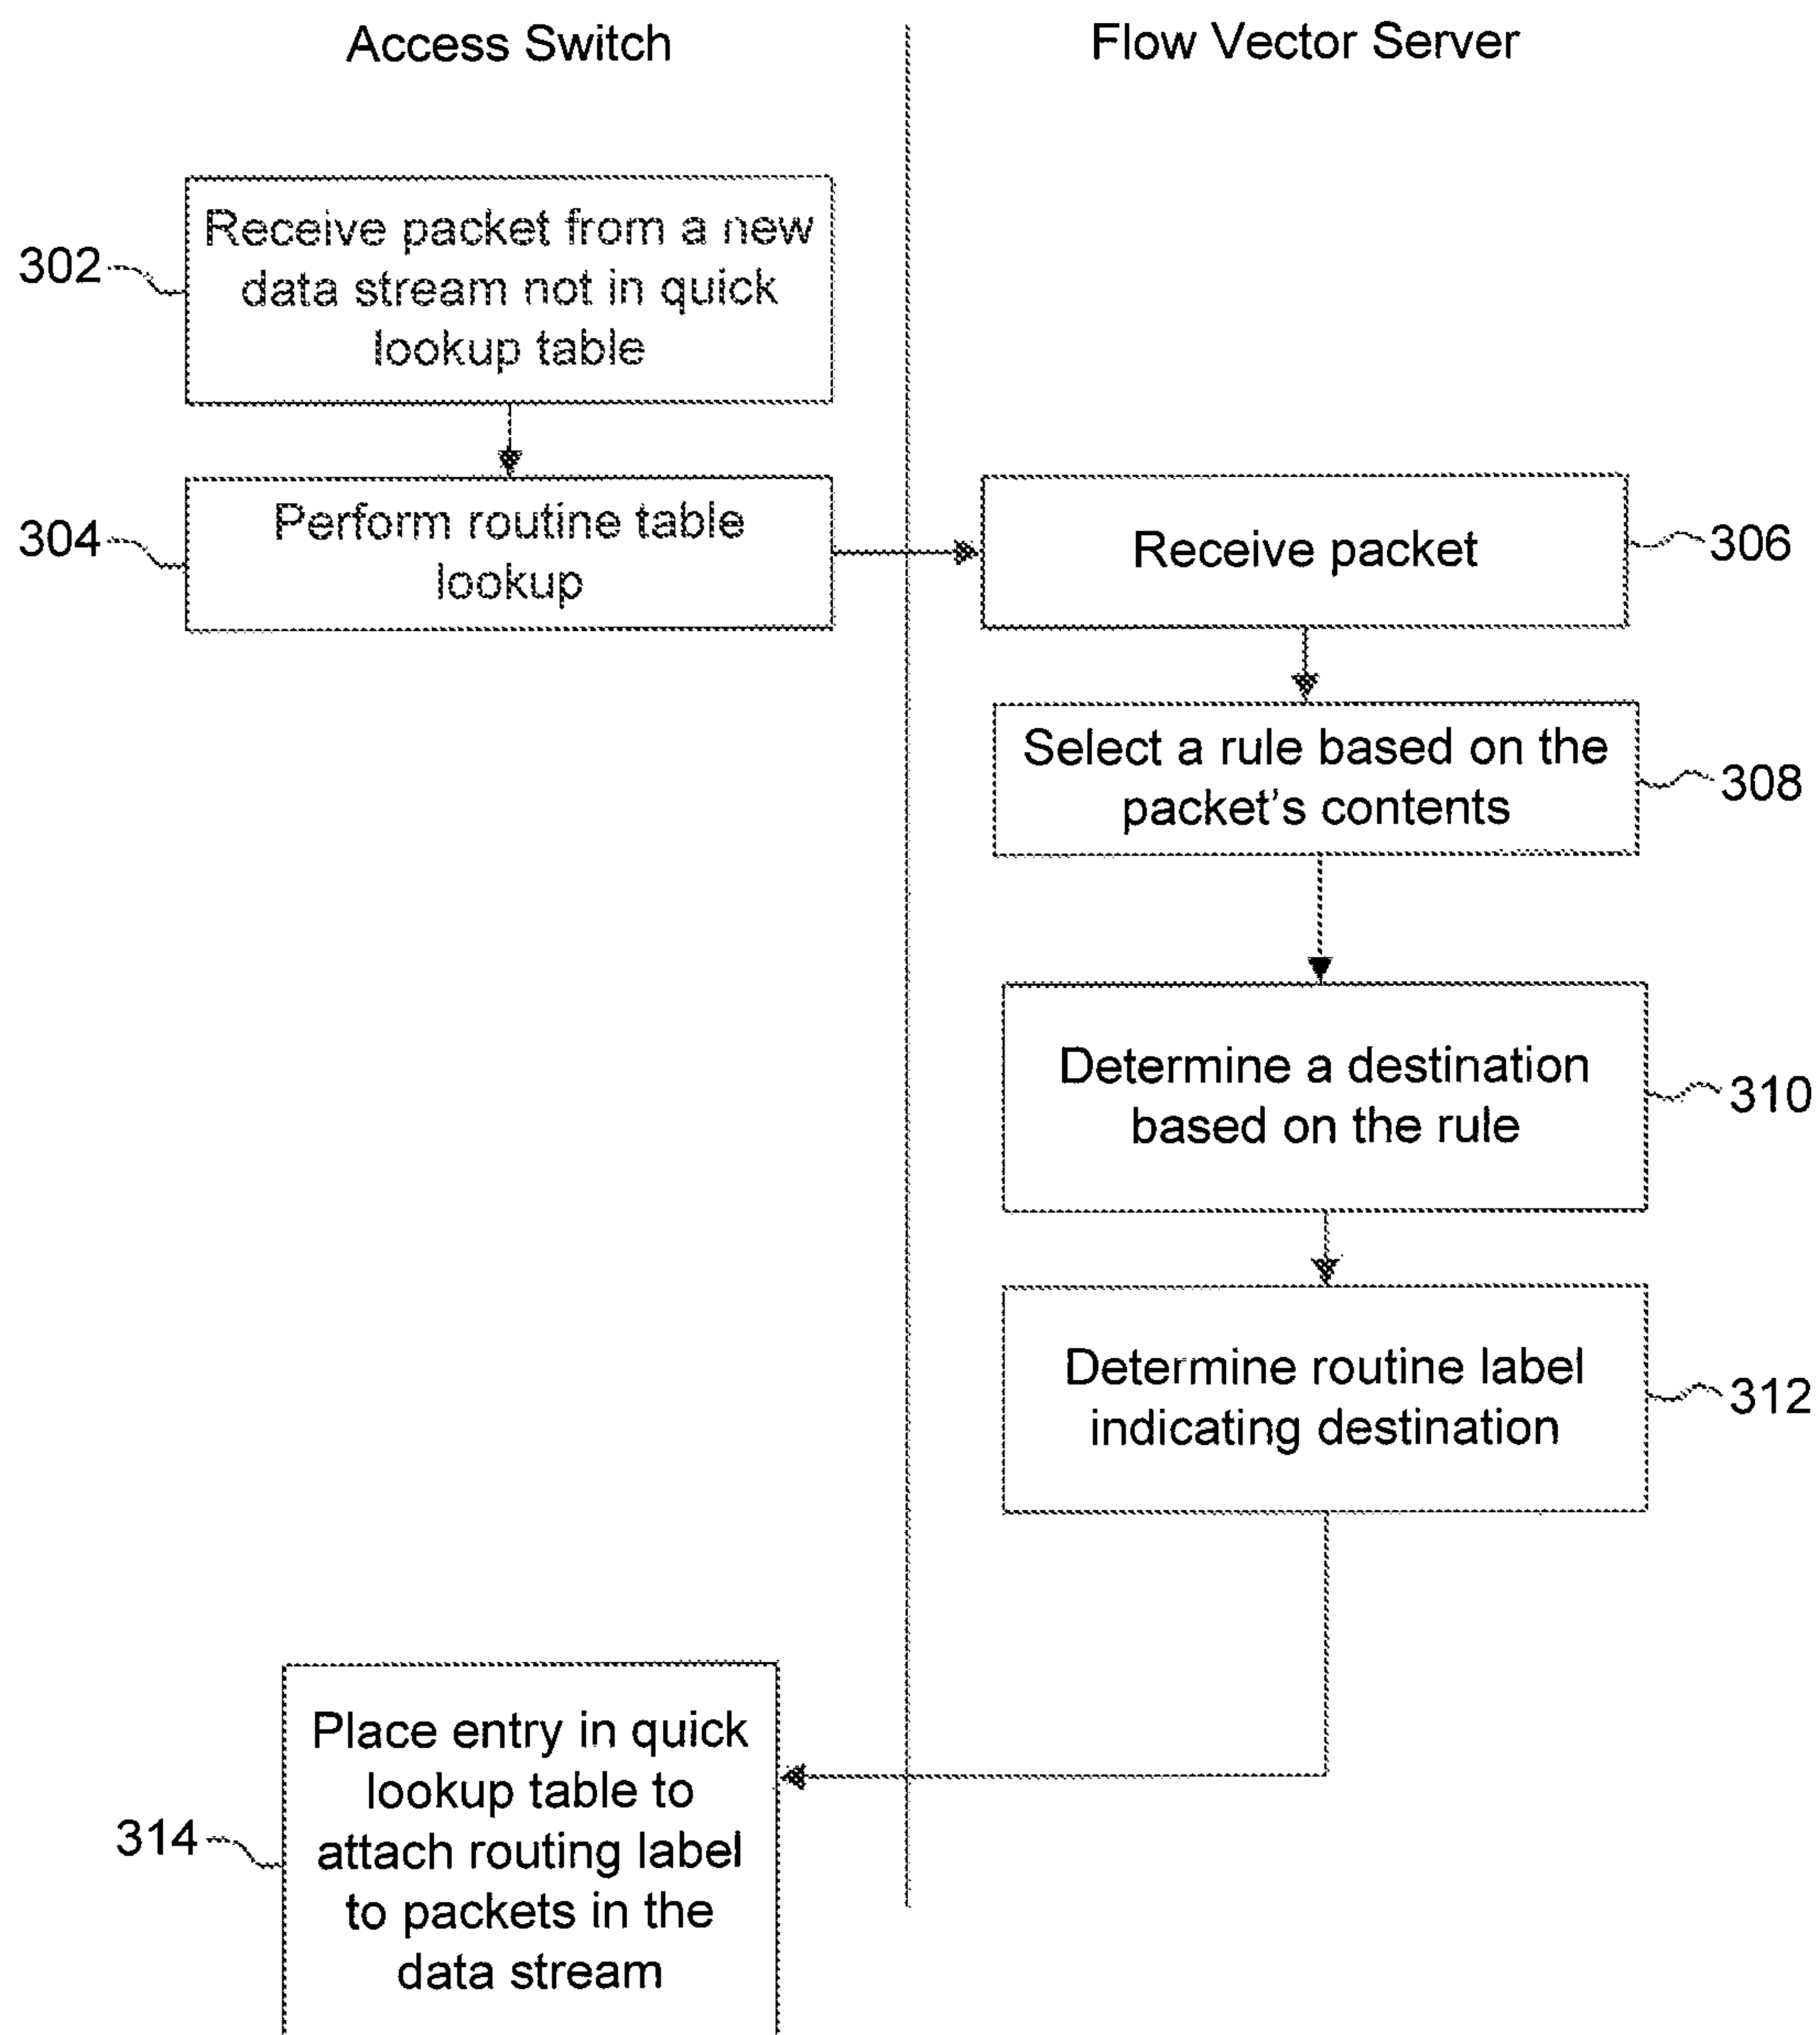 Access Switch
Flow Vector Server
302
Receive packet from a new
data stream not in quick
lookup table
304
Perform routine table
lookup
Receive packet
306
Select a rule based on the
packet's contents
308
Determine a destination
based on the rule
310
Determine routine label
indicating destination
312
314
Place entry in quick
lookup table to
attach routing label
to packets in the
data stream